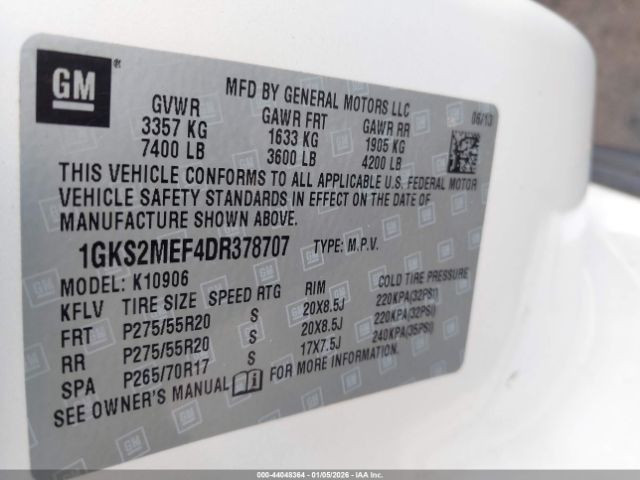 GM
MFD BY GENERAL MOTORS LLC
06/13
GVWR GAWR FRT GAWR RR
3357 KG 1633 KG 1905 KG
7400 LB 3600 LB 4200 LB
THIS VEHICLE CONFORMS TO ALL APPLICABLE U.S. FEDERAL MOTOR
VEHICLE SAFETY STANDARDS IN EFFECT ON THE DATE OF
MANUFACTURE SHOWN ABOVE.
1GKS2MEF4DR378707 TYPE: M.P.V.
MODEL: K10906
KFLV TIRE SIZE SPEED RTG RIM COLD TIRE PRESSURE
FRT P275/55R20 S 20X8.5J 220KPA(32PSI)
RR P275/55R20 S 20X8.5J 220KPA(32PSI)
SPA P265/70R17 S 17X7.5J 240KPA(35PSI)
SEE OWNER'S MANUAL FOR MORE INFORMATION.
000-44048364 | 01/05/2026 - IAA Inc.